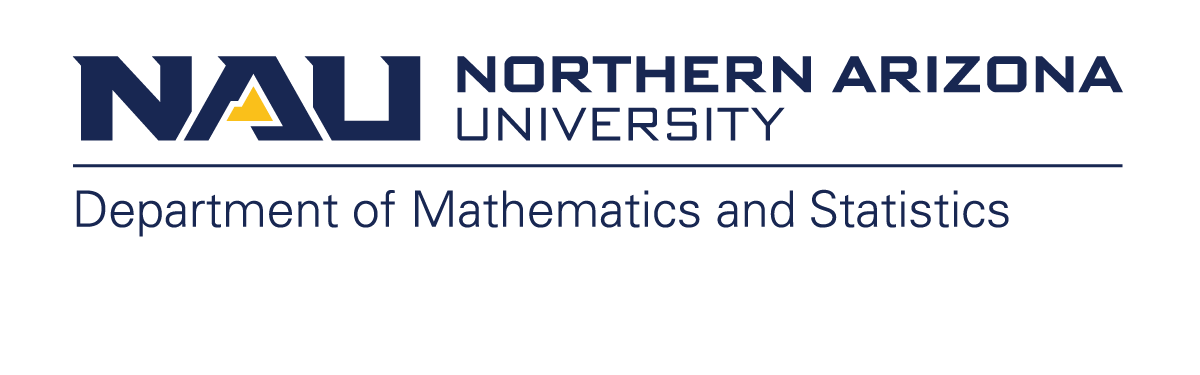 NAU
NORTHERN ARIZONA
UNIVERSITY
Department of Mathematics and Statistics